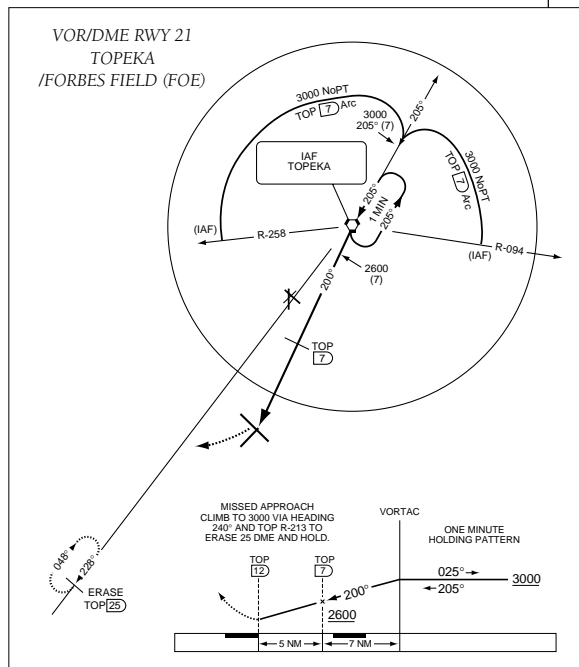 VOR/DME RWY 21
TOPEKA
/FORBES FIELD (FOE)
3000 NoPT
TOP 7 Arc
3000
205° (7)
205°
3000 NoPT
TOP 7 Arc
IAF
TOPEKA
205°
1 MIN
205°
(IAF)
R-258
(IAF)
R-094
2600
(7)
200°
TOP
7
MISSED APPROACH
CLIMB TO 3000 VIA HEADING
240° AND TOP R-213 TO
ERASE 25 DME AND HOLD.
VORTAC
ONE MINUTE
HOLDING PATTERN
048°
228°
ERASE
TOP 25
TOP
12
TOP
7
025°
205°
3000
200°
2600
5 NM
7 NM